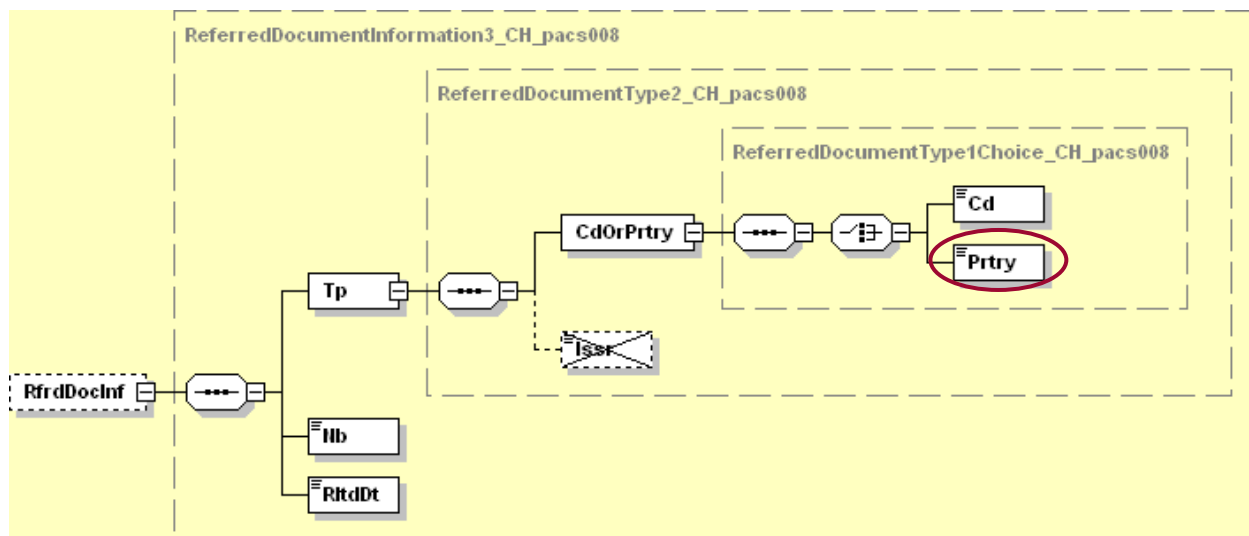 ReferredDocumentInformation3_CH_pacs008
ReferredDocumentType2_CH_pacs008
ReferredDocumentType1Choice_CH_pacs008
Cd
CdOrPrtry
Prtry
Tp
Issr
RfrdDocInf
Nb
RltdDt